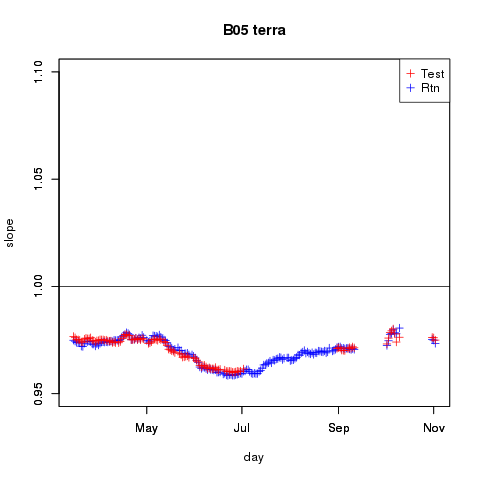 B05 terra
Test
Rtn
1.10
1.05
1.00
0.95
slope
May Jul Sep Nov
day